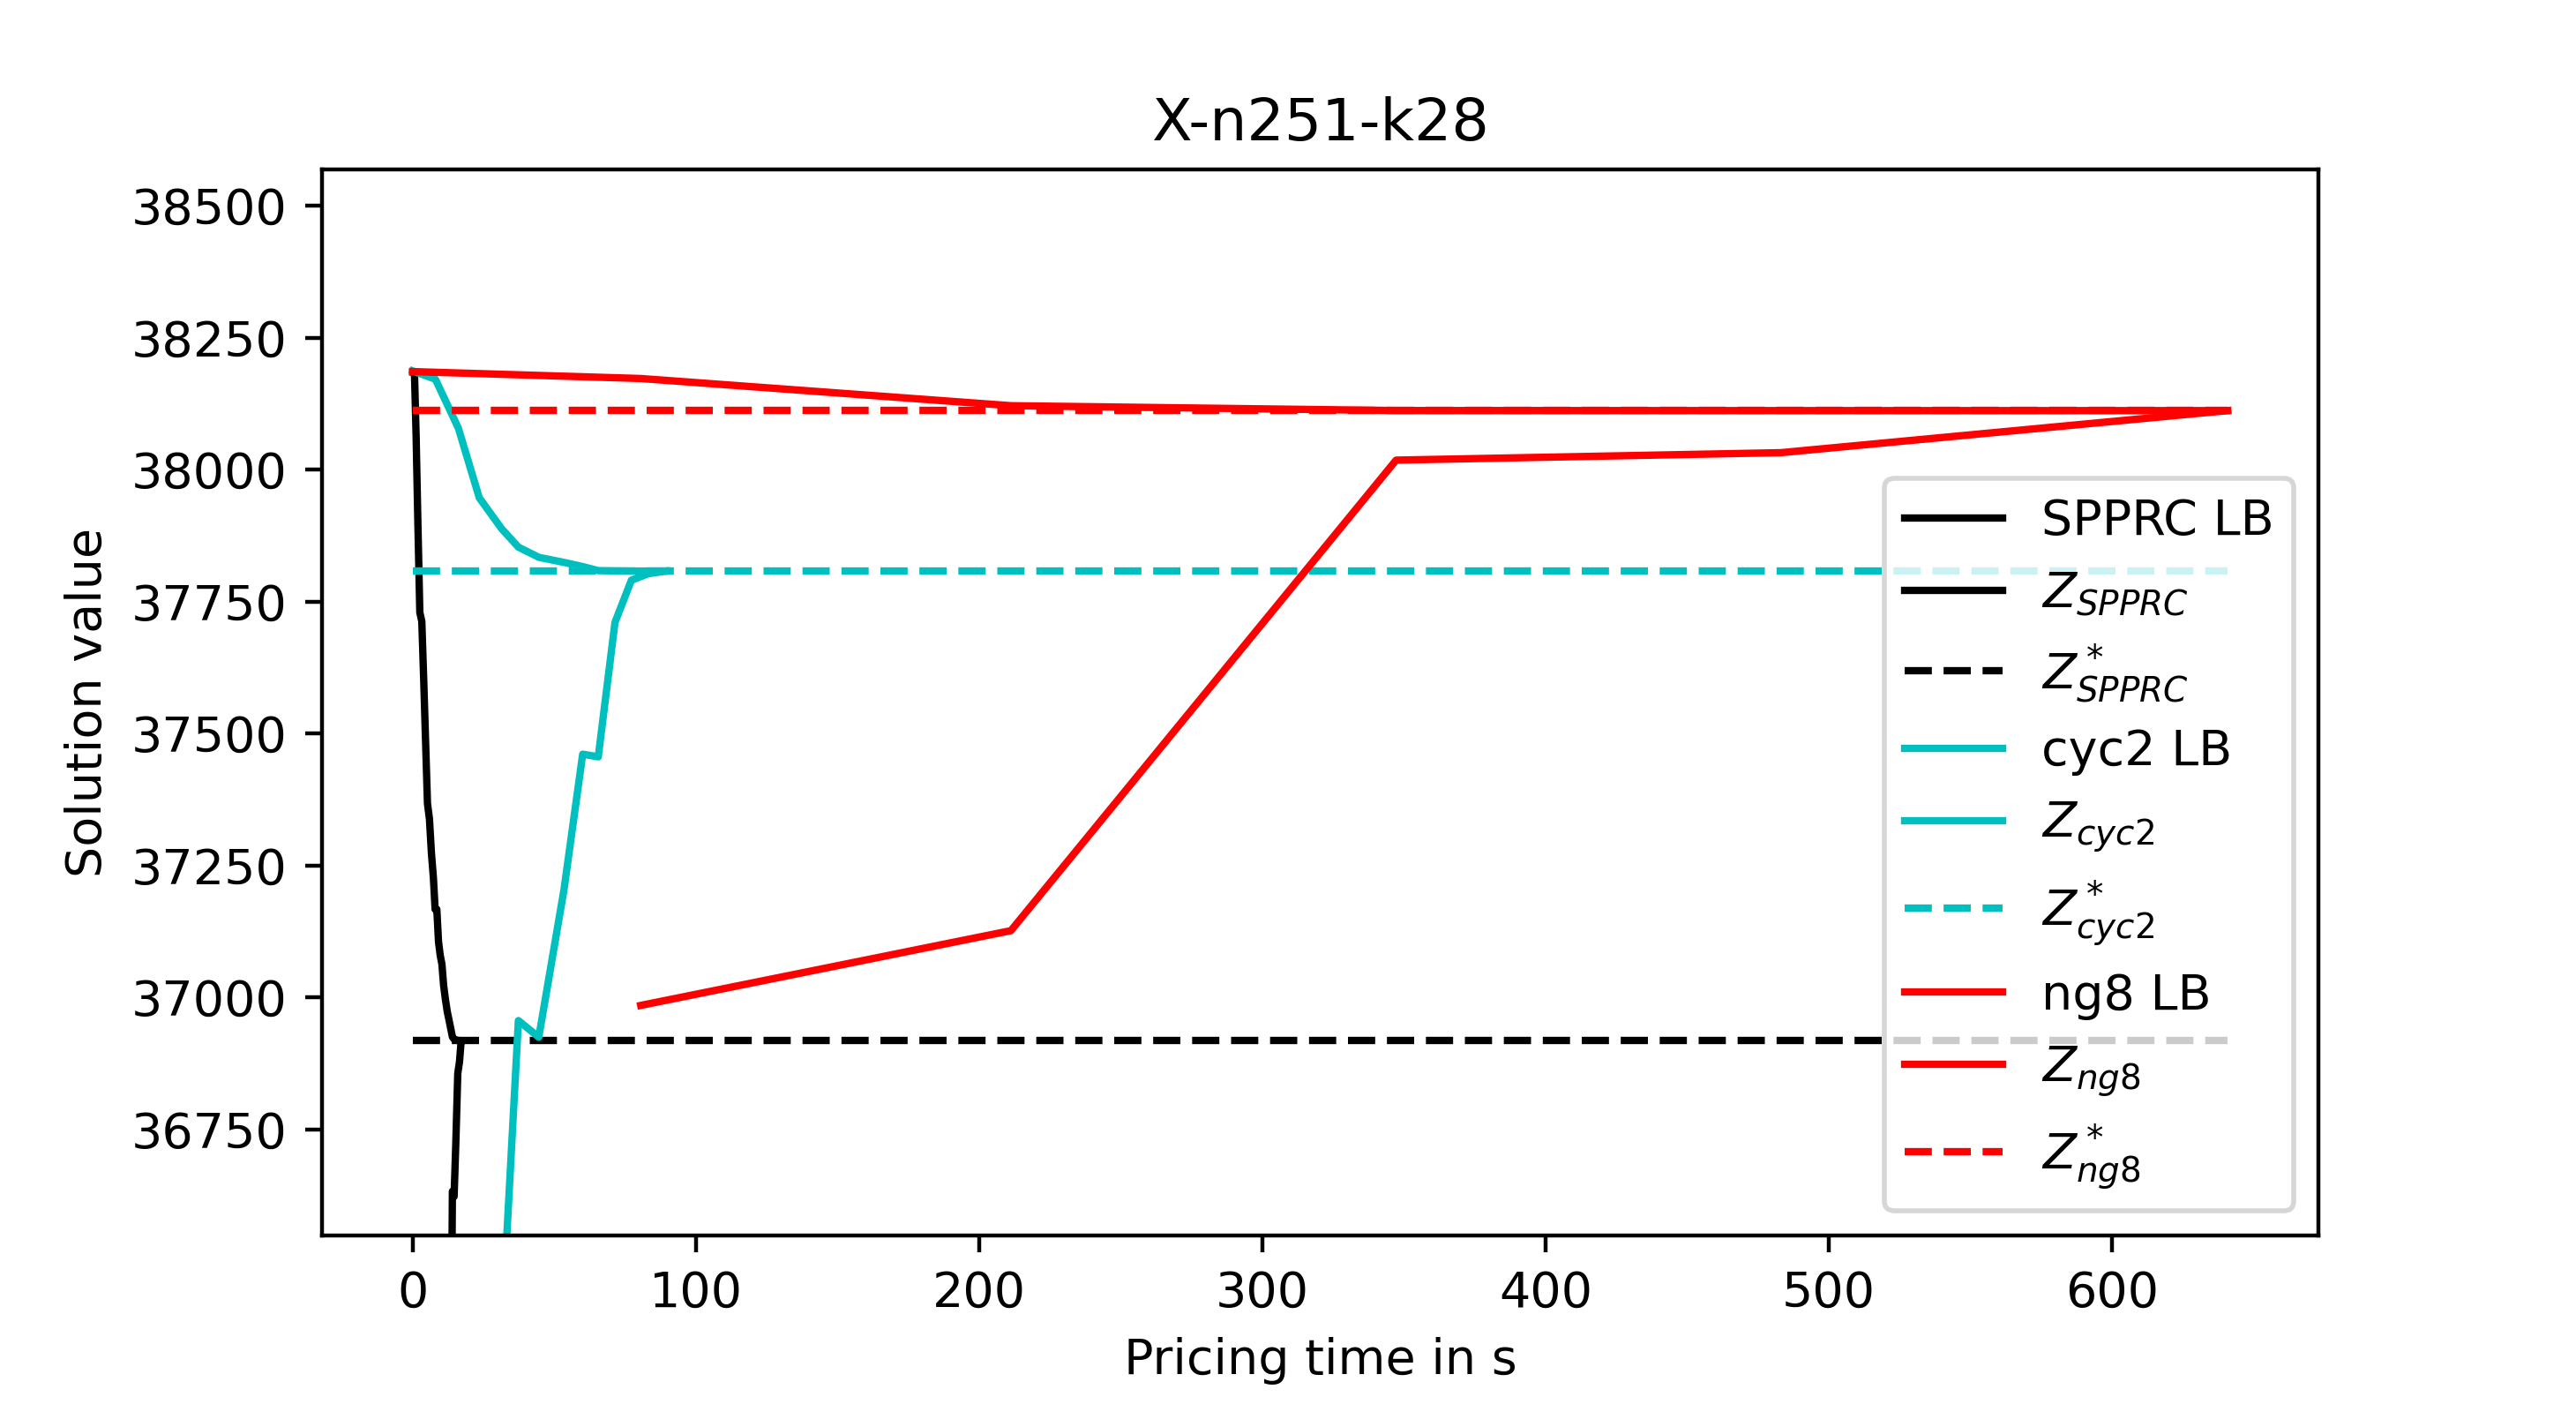 X-n251-k28
38500
38250
38000
37750
37500
37250
37000
36750
Solution value
0 100 200 300 400 500 600
Pricing time in s
SPPRC LB
Z_SPPRC
Z*_SPPRC
cyc2 LB
Z_cyc2
Z*_cyc2
ng8 LB
Z_ng8
Z*_ng8